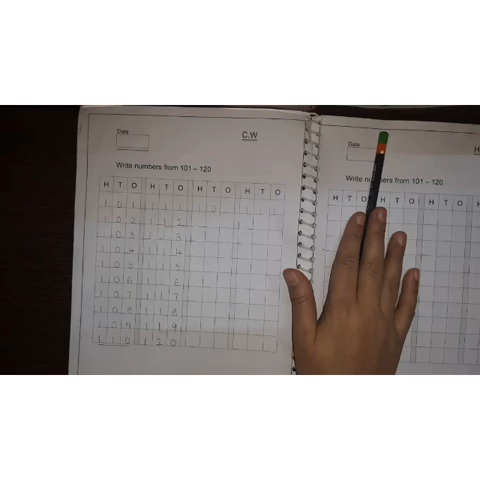 Date
C.W
Write numbers from 101 – 120
H T O H T O H T O H T O
1 0 1 1 1 1
1 0 2 1 1 2
1 0 3 1 1 3
1 0 4 1 1 4
1 0 5 1 1 5
1 0 6 1 1 6
1 0 7 1 1 7
1 0 8 1 1 8
1 0 9 1 1 9
1 1 0 1 2 0
Date
H
Write numbers from 101 – 120
H T O H T O H T O H